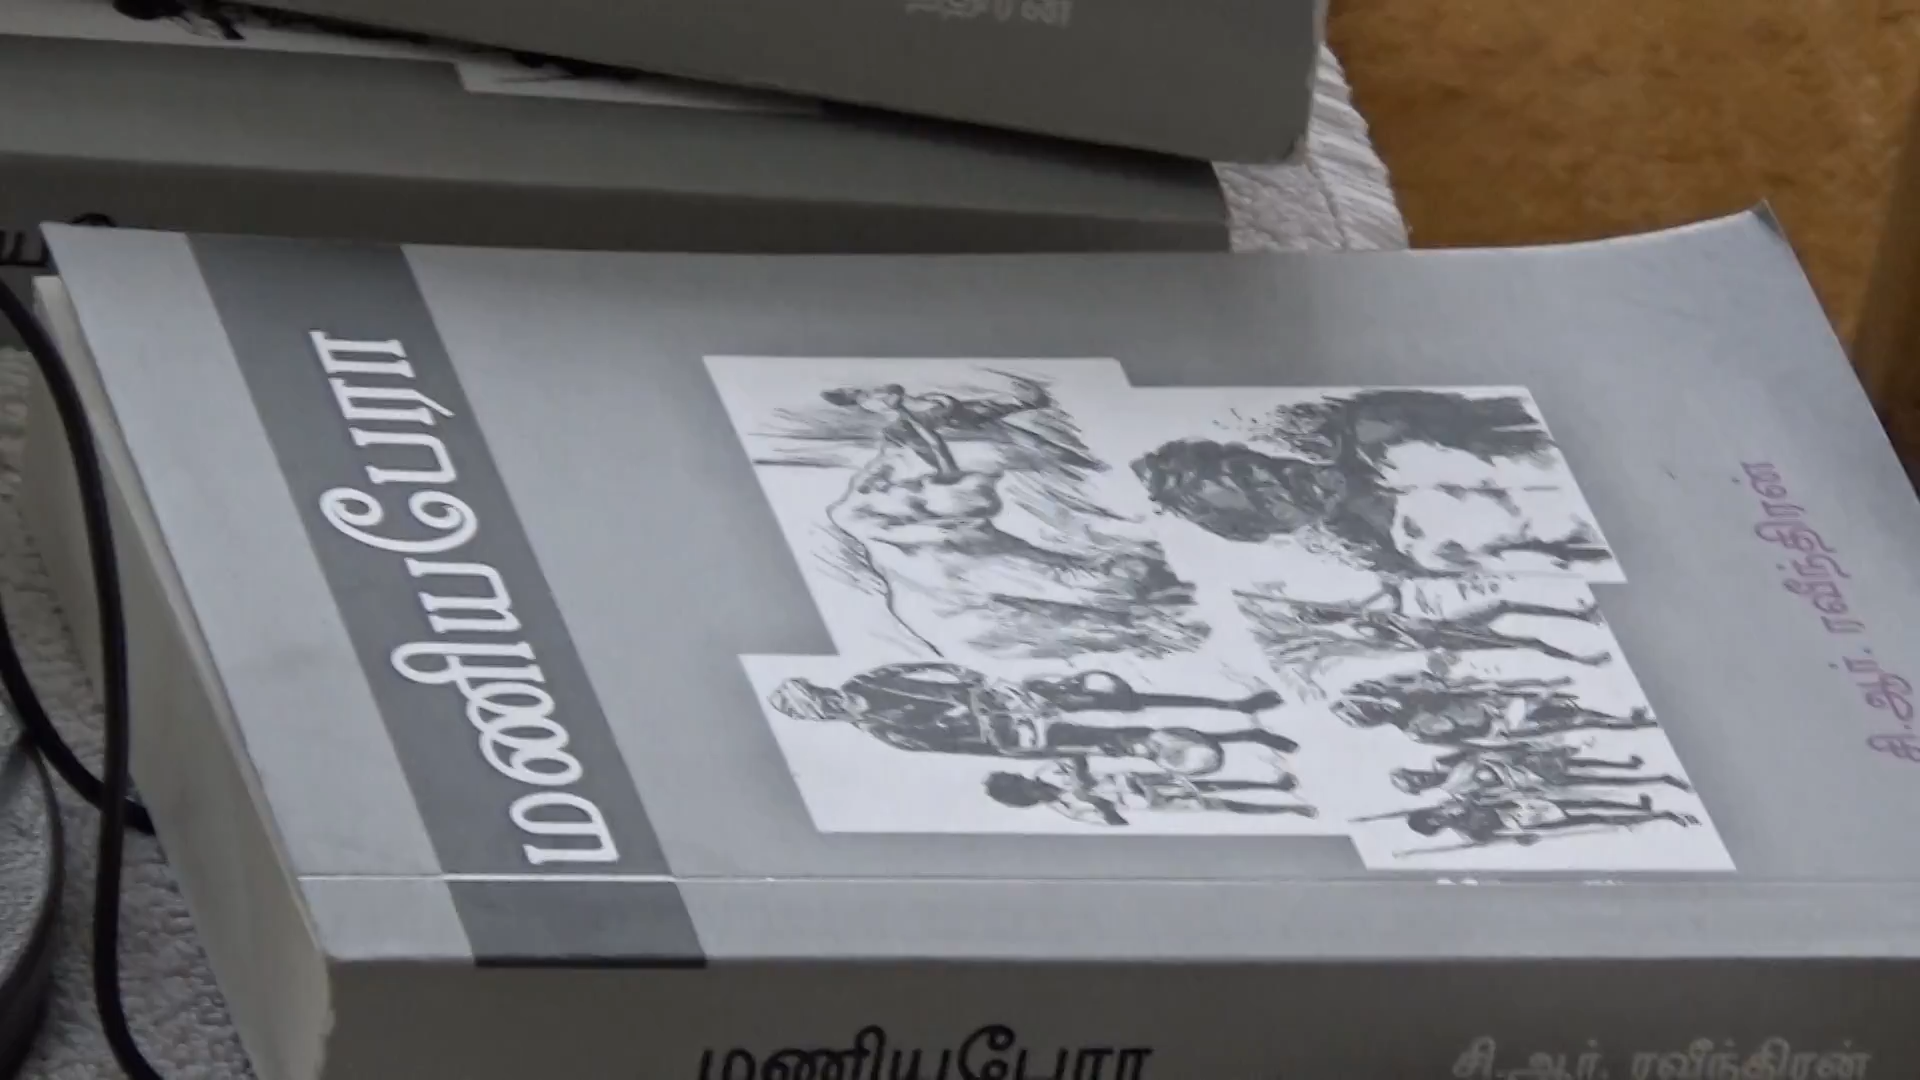 மணியபேரா
சி.ஆர். ரவீந்திரன்
மணியபேரா
சி.ஆர். ரவீந்திரன்